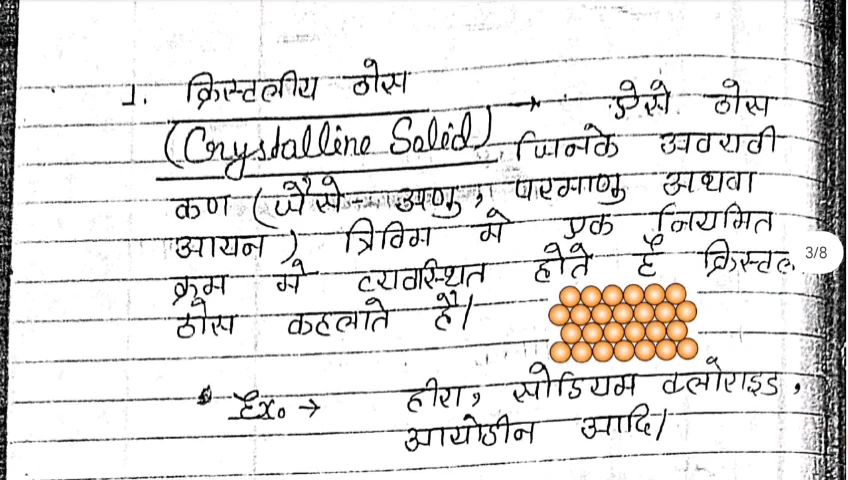 1. क्रिस्टलीय ठोस
(Crystalline Solid) → ऐसे ठोस
जिनके अवयवी
कण (जैसे- अणु, परमाणु अथवा
आयन) त्रिविम मे एक नियमित
क्रम मे व्यवस्थित होते है क्रिस्टल
ठोस कहलाते है।
3/8
Ex. → हीरा, सोडियम क्लोराइड,
आयोडीन आदि।